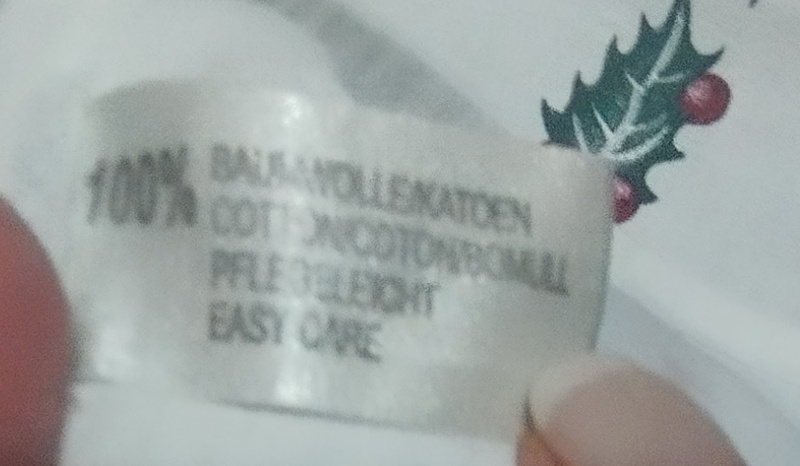 100% BAUMWOLLE/KATOEN
COTTON/COTON/BOMULL
PFLEGELEICHT
EASY CARE